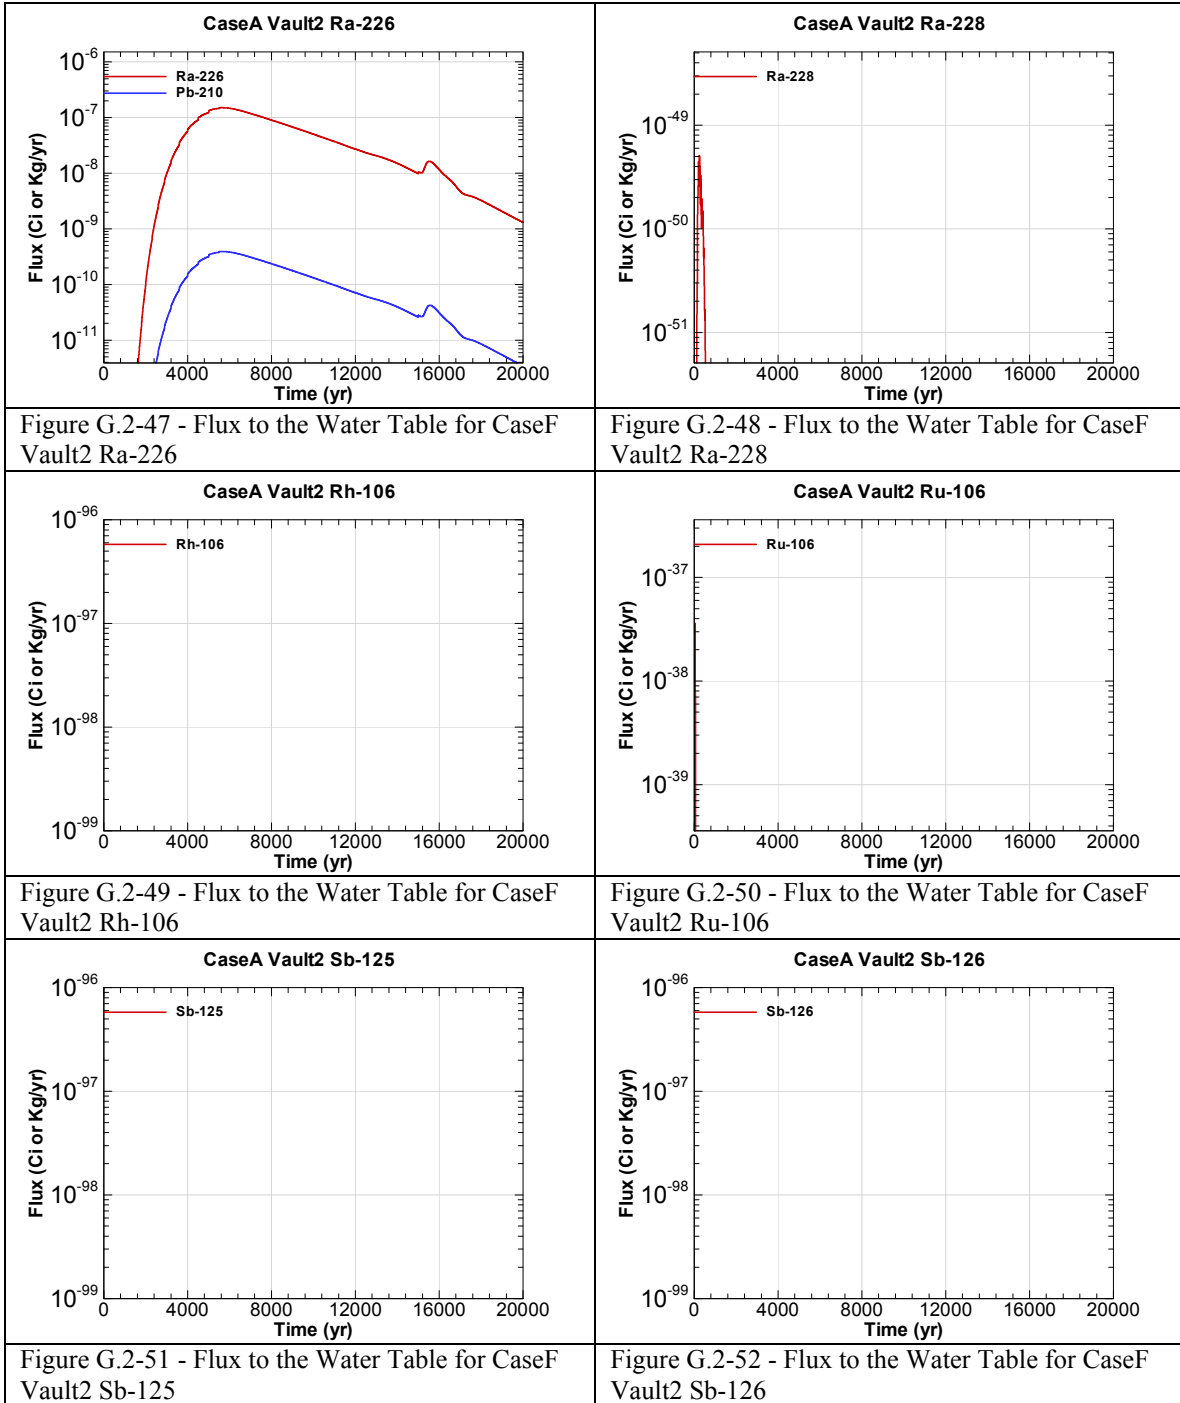 CaseA Vault2 Ra-226
Flux (Ci or Kg/yr)
10-6
10-7
10-8
10-9
10-10
10-11
Ra-226
Pb-210
0 4000 8000 12000 16000 20000
Time (yr)
Figure G.2-47 - Flux to the Water Table for CaseF
Vault2 Ra-226
CaseA Vault2 Ra-228
Flux (Ci or Kg/yr)
10-49
10-50
10-51
Ra-228
0 4000 8000 12000 16000 20000
Time (yr)
Figure G.2-48 - Flux to the Water Table for CaseF
Vault2 Ra-228
CaseA Vault2 Rh-106
Flux (Ci or Kg/yr)
10-96
10-97
10-98
10-99
Rh-106
0 4000 8000 12000 16000 20000
Time (yr)
Figure G.2-49 - Flux to the Water Table for CaseF
Vault2 Rh-106
CaseA Vault2 Ru-106
Flux (Ci or Kg/yr)
10-37
10-38
10-39
Ru-106
0 4000 8000 12000 16000 20000
Time (yr)
Figure G.2-50 - Flux to the Water Table for CaseF
Vault2 Ru-106
CaseA Vault2 Sb-125
Flux (Ci or Kg/yr)
10-96
10-97
10-98
10-99
Sb-125
0 4000 8000 12000 16000 20000
Time (yr)
Figure G.2-51 - Flux to the Water Table for CaseF
Vault2 Sb-125
CaseA Vault2 Sb-126
Flux (Ci or Kg/yr)
10-96
10-97
10-98
10-99
Sb-126
0 4000 8000 12000 16000 20000
Time (yr)
Figure G.2-52 - Flux to the Water Table for CaseF
Vault2 Sb-126